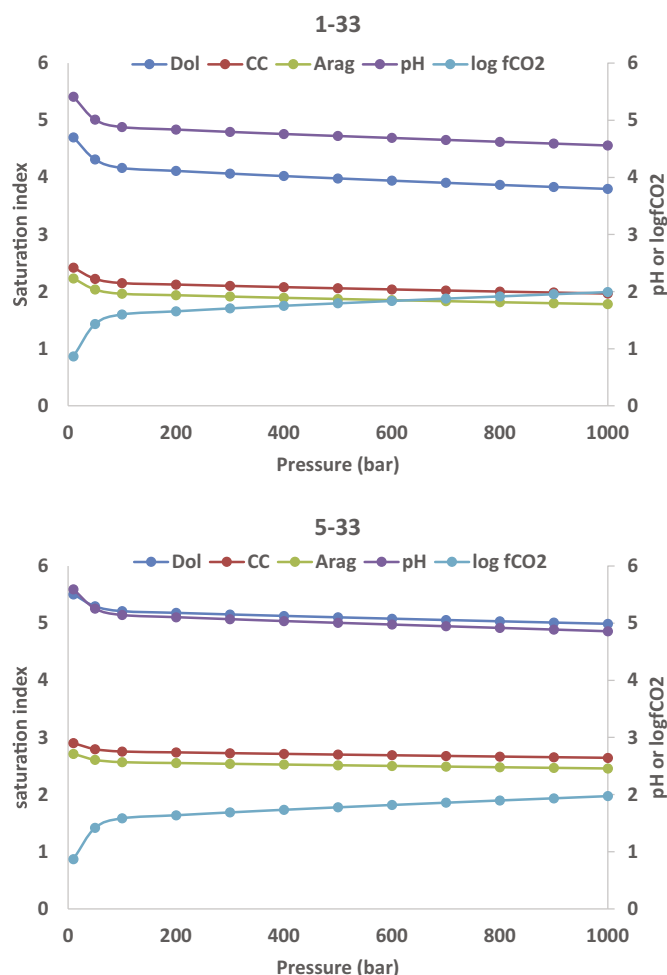 1-33
Dol CC Arag pH log fCO2
6 6
5 5
4 4
3 3
2 2
1 1
0 0
Saturation index
pH or logfCO2
0 200 400 600 800 1000
Pressure (bar)
5-33
Dol CC Arag pH log fCO2
6 6
5 5
4 4
3 3
2 2
1 1
0 0
saturation index
pH or logfCO2
0 200 400 600 800 1000
Pressure (bar)